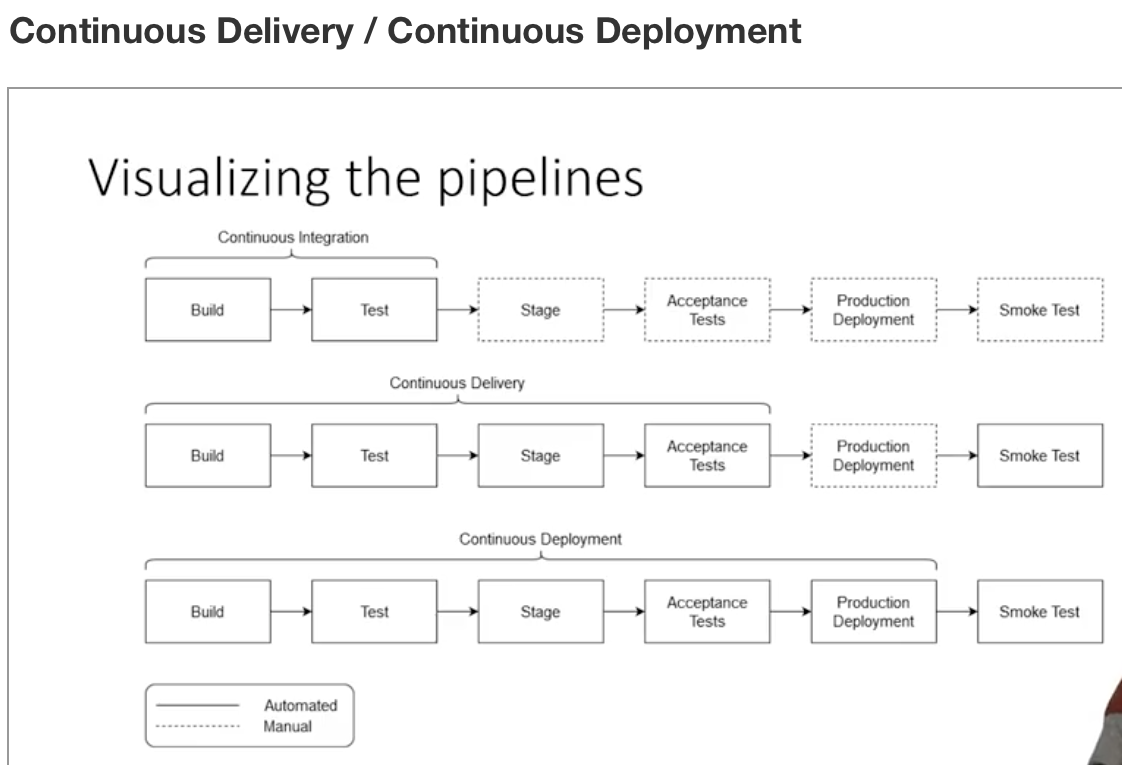 Continuous Delivery / Continuous Deployment
Visualizing the pipelines
Continuous Integration
Build
Test
Stage
Acceptance
Tests
Production
Deployment
Smoke Test
Continuous Delivery
Build
Test
Stage
Acceptance
Tests
Production
Deployment
Smoke Test
Continuous Deployment
Build
Test
Stage
Acceptance
Tests
Production
Deployment
Smoke Test
Automated
Manual